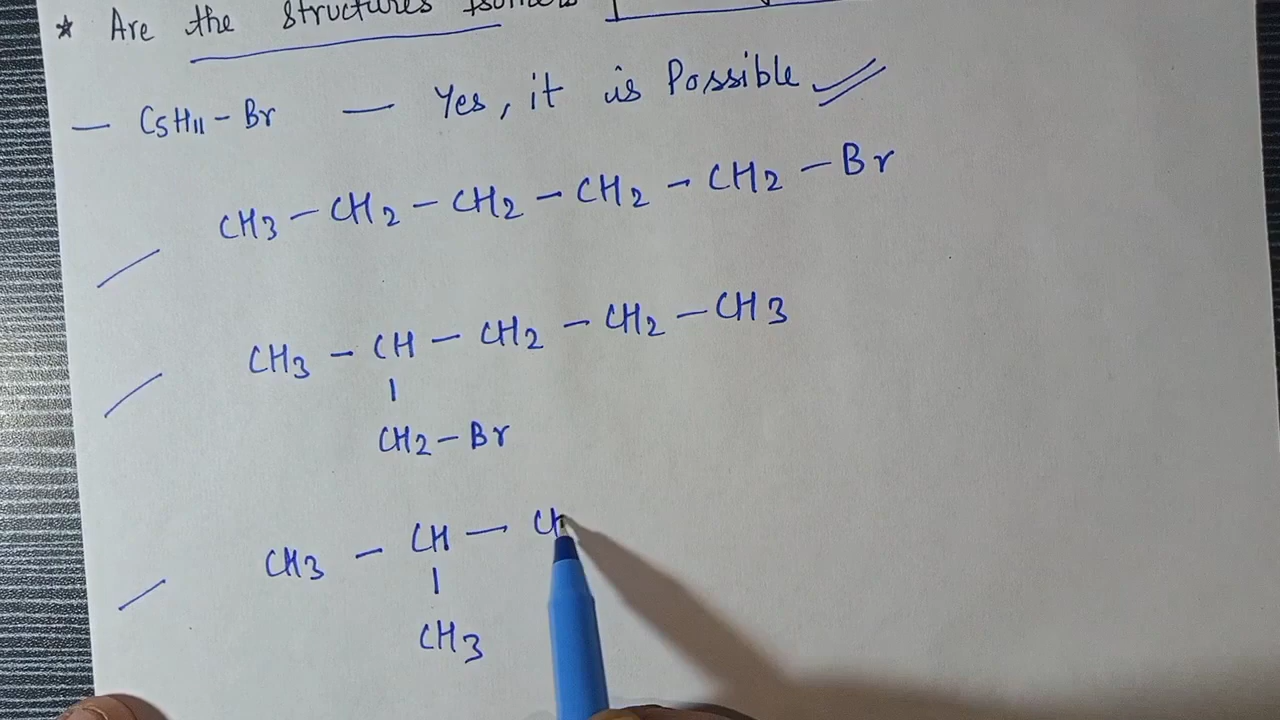 * Are the Structures
— C5H11 - Br — Yes, it is Possible
CH3 - CH2 - CH2 - CH2 - CH2 - Br
CH3 - CH - CH2 - CH2 - CH3
|
CH2 - Br
CH3 - CH - CH
|
CH3